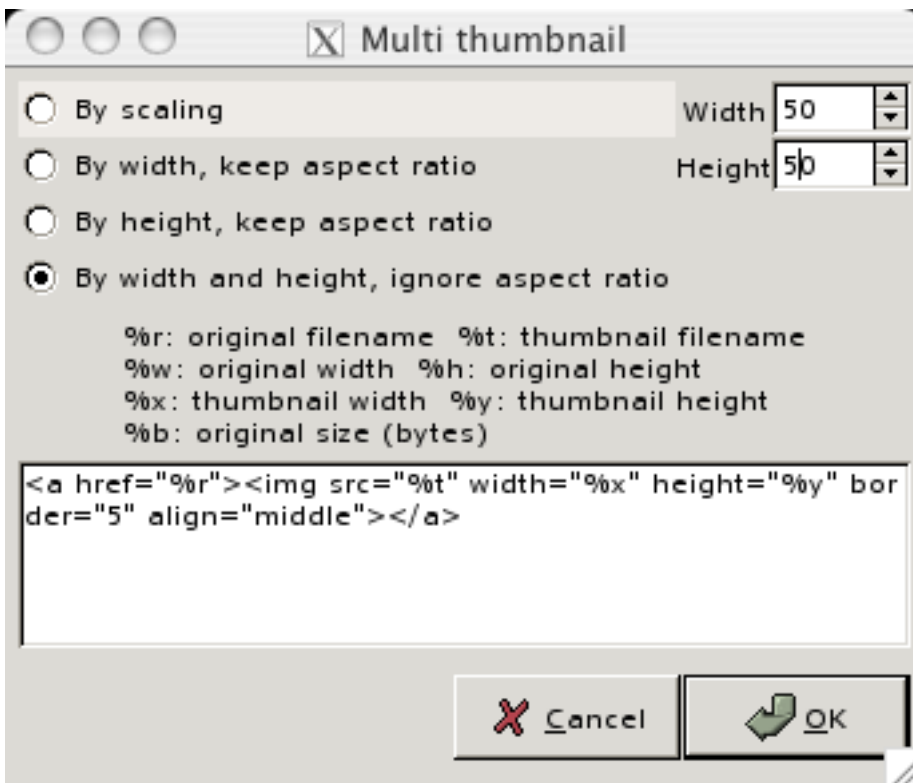 Multi thumbnail
By scaling
Width 50
By width, keep aspect ratio
Height 50
By height, keep aspect ratio
By width and height, ignore aspect ratio
%r: original filename %t: thumbnail filename
%w: original width %h: original height
%x: thumbnail width %y: thumbnail height
%b: original size (bytes)
<a href="%r"><img src="%t" width="%x" height="%y" bor
der="5" align="middle"></a>
Cancel
OK